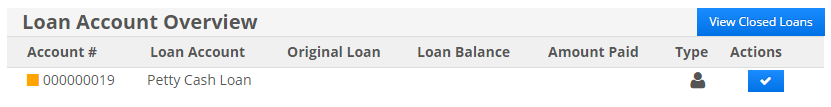 Loan Account Overview View Closed Loans
Account # Loan Account Original Loan Loan Balance Amount Paid Type Actions
000000019 Petty Cash Loan